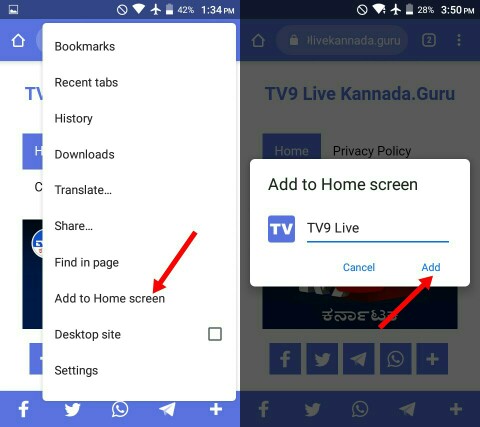 42% 1:34 PM
TV
H
C
Bookmarks
Recent tabs
History
Downloads
Translate...
Share...
Find in page
Add to Home screen
Desktop site
Settings
28% 3:50 PM
livekannada.guru
2
TV9 Live Kannada.Guru
Home Privacy Policy
Add to Home screen
TV TV9 Live
Cancel Add
ಕರ್ನಾಟಕ